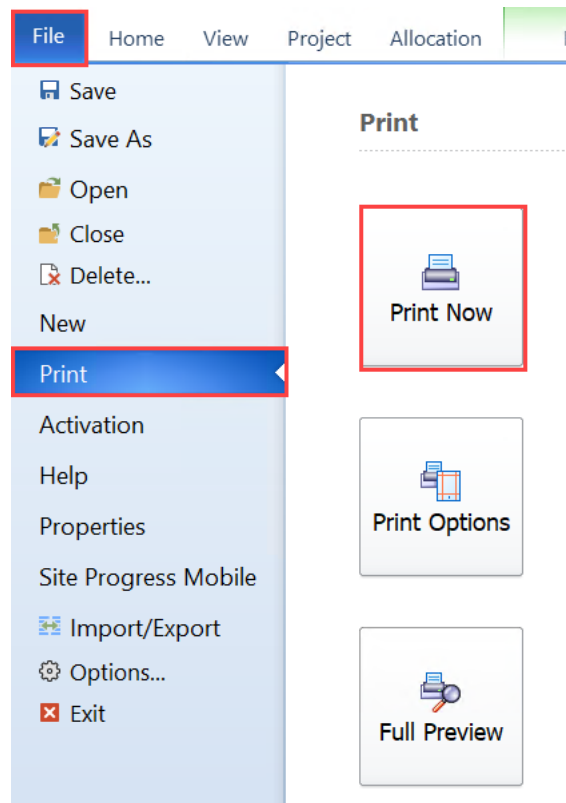 File Home View Project Allocation
Save
Save As
Open
Close
Delete...
New
Print
Activation
Help
Properties
Site Progress Mobile
Import/Export
Options...
Exit
Print
Print Now
Print Options
Full Preview